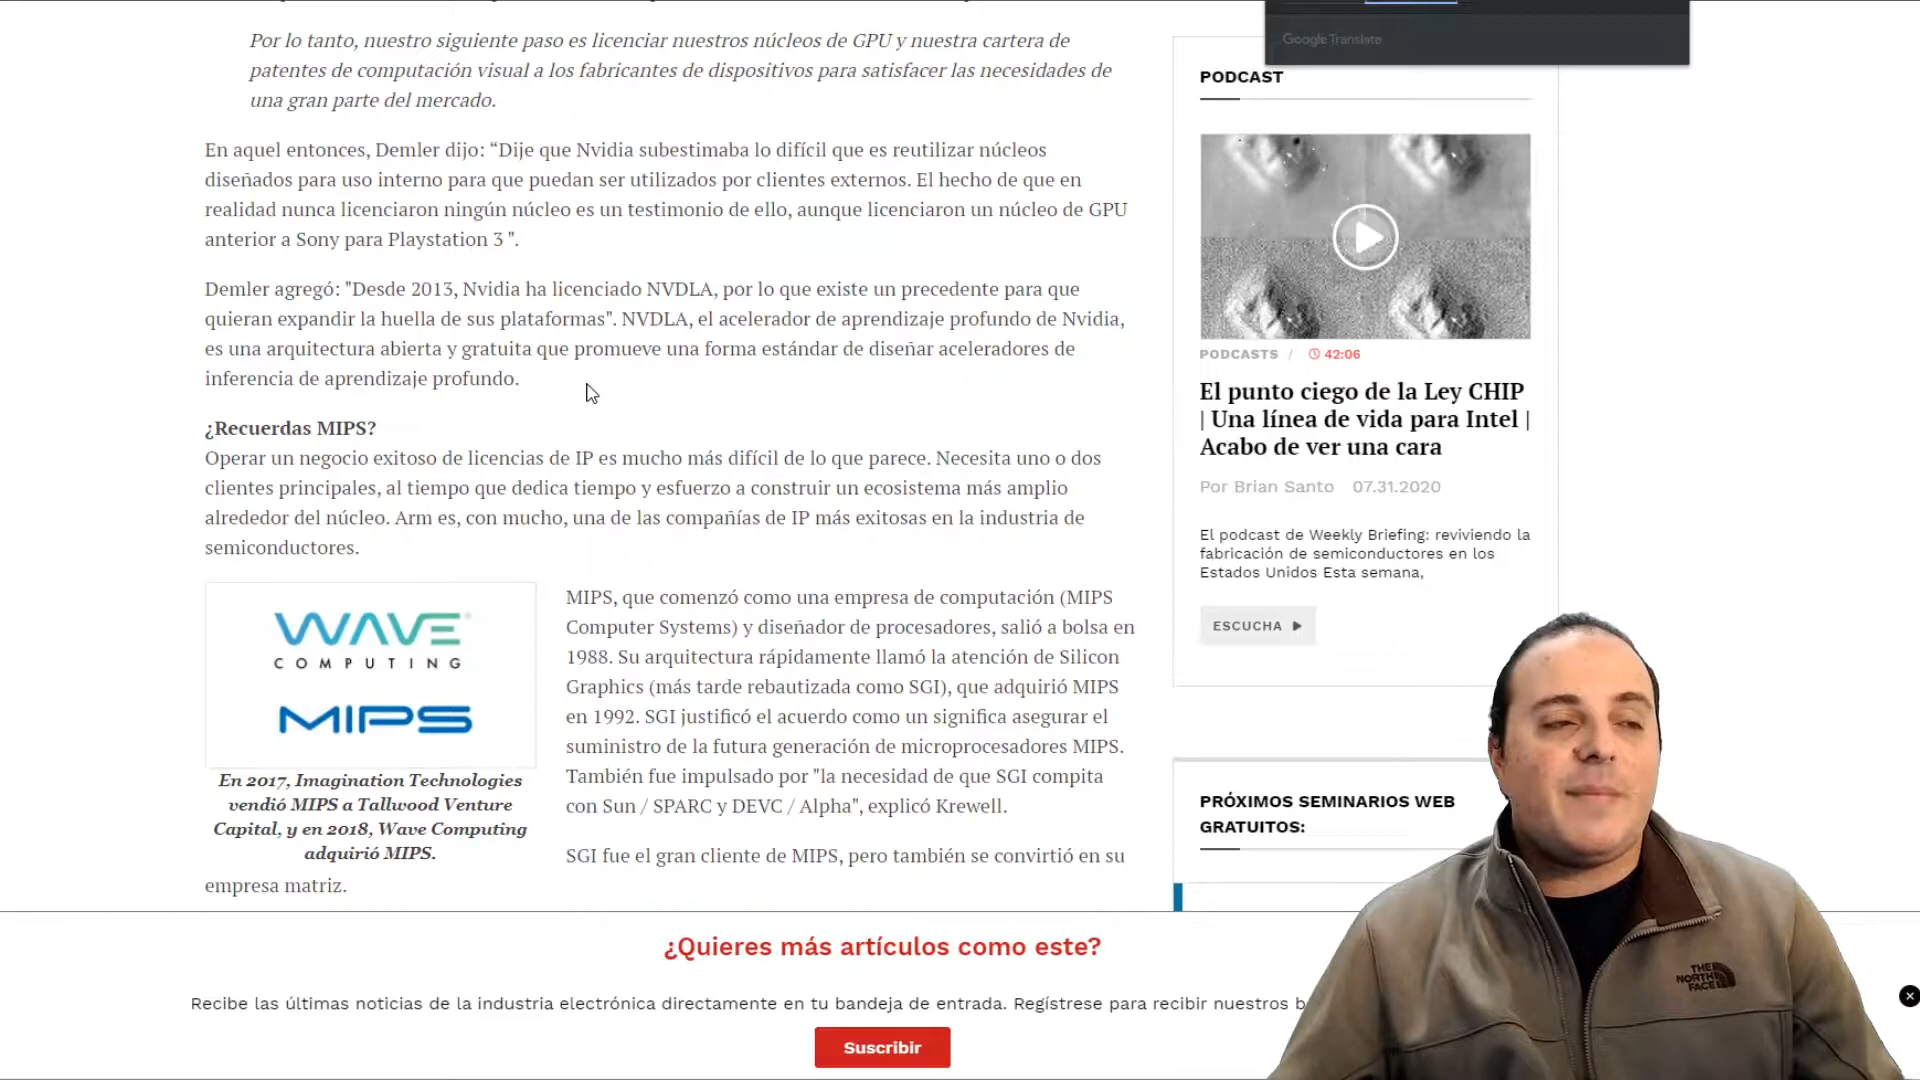 Google Translate
Por lo tanto, nuestro siguiente paso es licenciar nuestros núcleos de GPU y nuestra cartera de
patentes de computación visual a los fabricantes de dispositivos para satisfacer las necesidades de
una gran parte del mercado.
En aquel entonces, Demler dijo: “Dije que Nvidia subestimaba lo difícil que es reutilizar núcleos
diseñados para uso interno para que puedan ser utilizados por clientes externos. El hecho de que en
realidad nunca licenciaron ningún núcleo es un testimonio de ello, aunque licenciaron un núcleo de GPU
anterior a Sony para Playstation 3 ".
Demler agregó: "Desde 2013, Nvidia ha licenciado NVDLA, por lo que existe un precedente para que
quieran expandir la huella de sus plataformas". NVDLA, el acelerador de aprendizaje profundo de Nvidia,
es una arquitectura abierta y gratuita que promueve una forma estándar de diseñar aceleradores de
inferencia de aprendizaje profundo.
¿Recuerdas MIPS?
Operar un negocio exitoso de licencias de IP es mucho más difícil de lo que parece. Necesita uno o dos
clientes principales, al tiempo que dedica tiempo y esfuerzo a construir un ecosistema más amplio
alrededor del núcleo. Arm es, con mucho, una de las compañías de IP más exitosas en la industria de
semiconductores.
WAVE
COMPUTING
MIPS
En 2017, Imagination Technologies
vendió MIPS a Tallwood Venture
Capital, y en 2018, Wave Computing
adquirió MIPS.
MIPS, que comenzó como una empresa de computación (MIPS
Computer Systems) y diseñador de procesadores, salió a bolsa en
1988. Su arquitectura rápidamente llamó la atención de Silicon
Graphics (más tarde rebautizada como SGI), que adquirió MIPS
en 1992. SGI justificó el acuerdo como un significa asegurar el
suministro de la futura generación de microprocesadores MIPS.
También fue impulsado por "la necesidad de que SGI compita
con Sun / SPARC y DEVC / Alpha", explicó Krewell.
SGI fue el gran cliente de MIPS, pero también se convirtió en su
empresa matriz.
PODCAST
PODCASTS / 42:06
El punto ciego de la Ley CHIP
| Una línea de vida para Intel |
Acabo de ver una cara
Por Brian Santo 07.31.2020
El podcast de Weekly Briefing: reviviendo la
fabricación de semiconductores en los
Estados Unidos Esta semana,
ESCUCHA
PRÓXIMOS SEMINARIOS WEB
GRATUITOS:
¿Quieres más artículos como este?
Recibe las últimas noticias de la industria electrónica directamente en tu bandeja de entrada. Regístrese para recibir nuestros
Suscribir
THE
NORTH
FACE